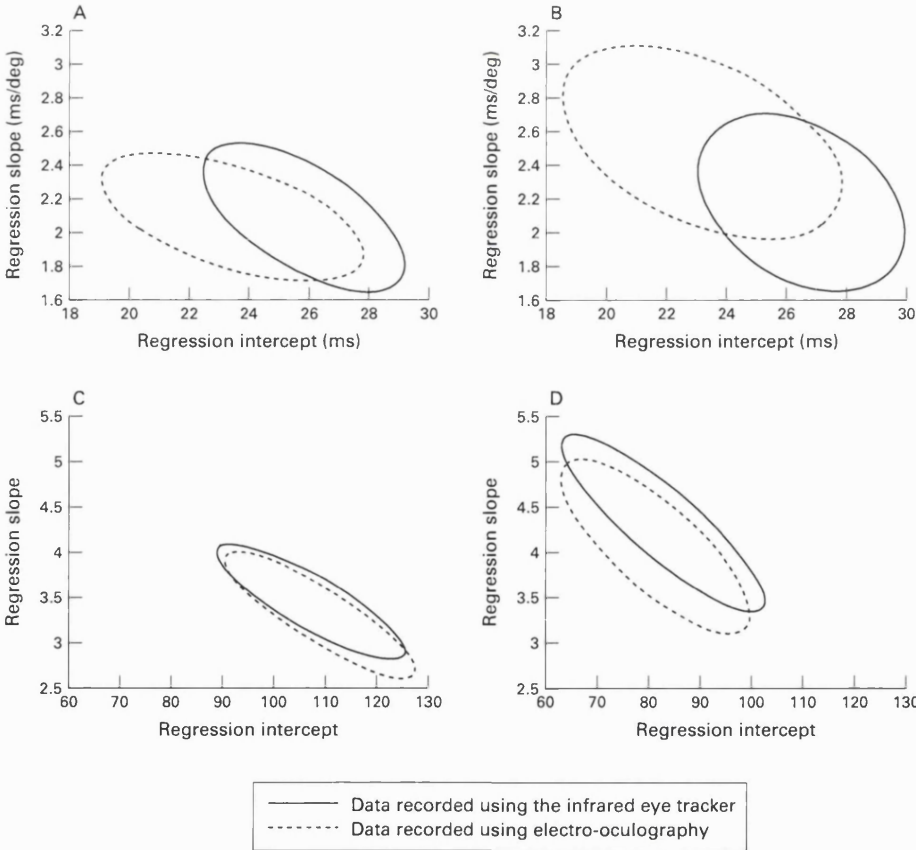 A
Regression slope (ms/deg)
3.2
3
2.8
2.6
2.4
2.2
2
1.8
1.6
18 20 22 24 26 28 30
Regression intercept (ms)
B
Regression slope (ms/deg)
3.2
3
2.8
2.6
2.4
2.2
2
1.8
1.6
18 20 22 24 26 28 30
Regression intercept (ms)
C
Regression slope
5.5
5
4.5
4
3.5
3
2.5
60 70 80 90 100 110 120 130
Regression intercept
D
Regression slope
5.5
5
4.5
4
3.5
3
2.5
60 70 80 90 100 110 120 130
Regression intercept
Data recorded using the infrared eye tracker
Data recorded using electro-oculography